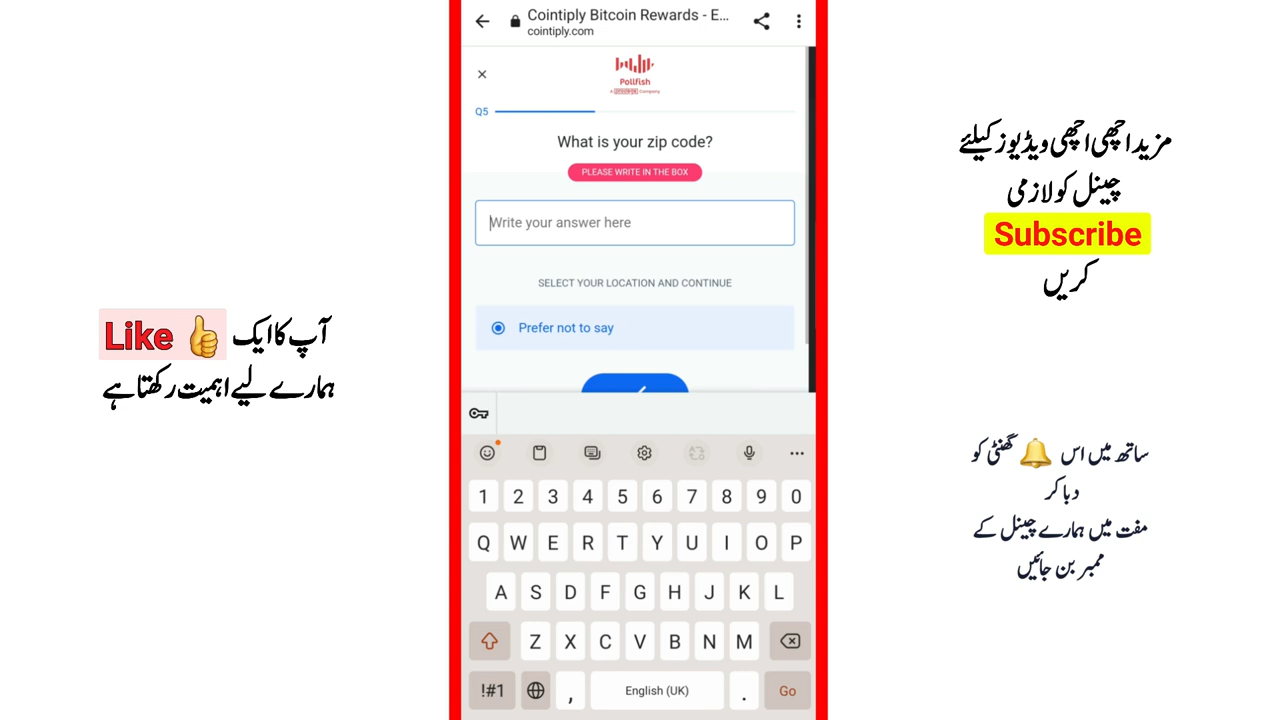 آپ کا ایک 👍 Like
ہمارے لیے اہمیت رکھتا ہے
Cointiply Bitcoin Rewards - E...
cointiply.com
Pollfish
Q5
What is your zip code?
PLEASE WRITE IN THE BOX
Write your answer here
SELECT YOUR LOCATION AND CONTINUE
Prefer not to say
1 2 3 4 5 6 7 8 9 0
Q W E R T Y U I O P
A S D F G H J K L
Z X C V B N M
!#1 , English (UK) . Go
مزید اچھی اچھی ویڈیوز کیلئے
چینل کو لازمی
Subscribe
کریں
ساتھ میں اس 🔔 گھنٹی کو
دبا کر
مفت میں ہمارے چینل کے
ممبر بن جائیں